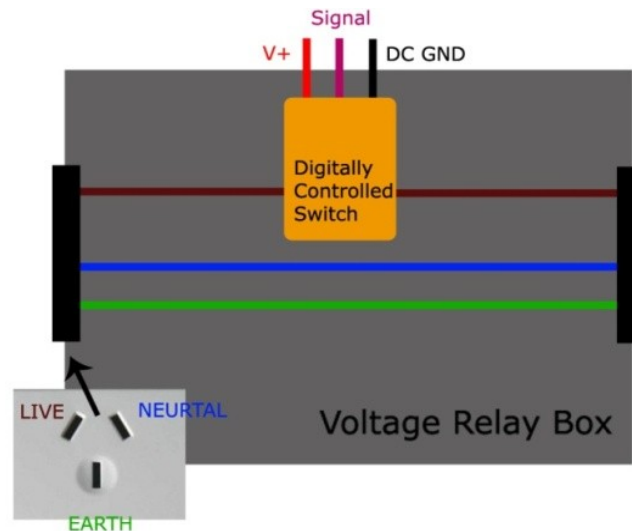 Signal
V+
DC GND
Digitally
Controlled
Switch
LIVE
NEURTAL
EARTH
Voltage Relay Box